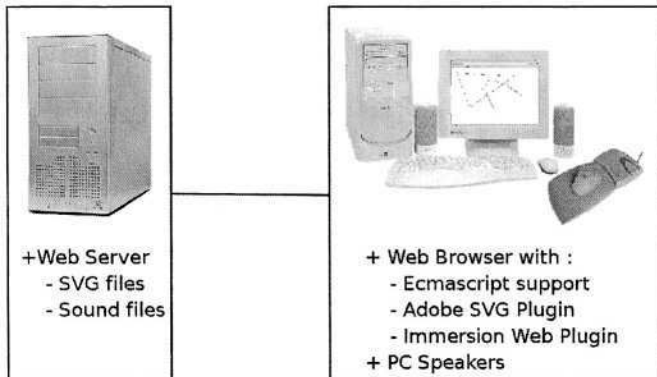 +Web Server
- SVG files
- Sound files
+ Web Browser with :
- Ecmascript support
- Adobe SVG Plugin
- Immersion Web Plugin
+ PC Speakers